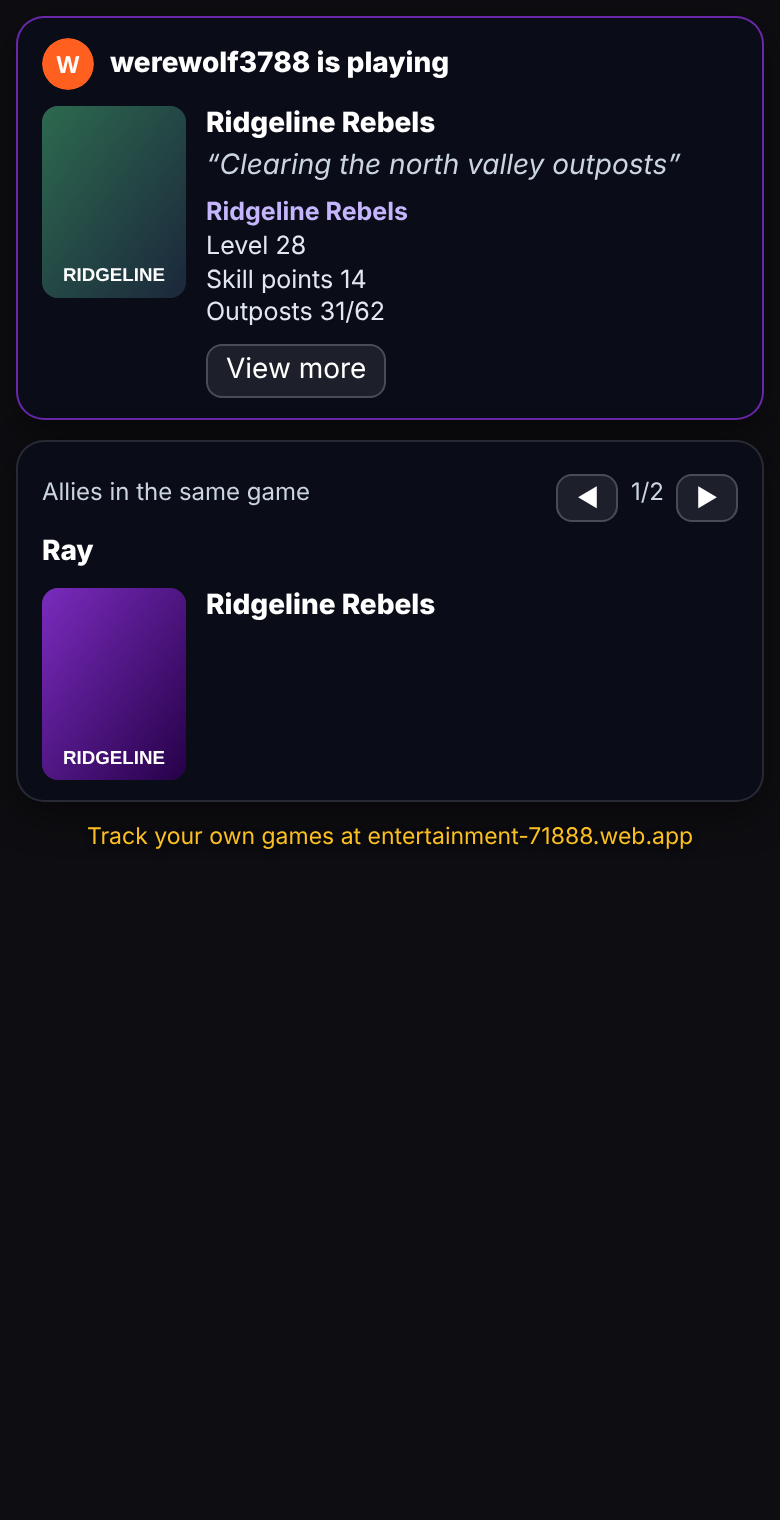 W
werewolf3788 is playing
RIDGELINE
Ridgeline Rebels
“Clearing the north valley outposts”
Ridgeline Rebels
Level 28
Skill points 14
Outposts 31/62
View more
Allies in the same game
◀ 1/2 ▶
Ray
RIDGELINE
Ridgeline Rebels
Track your own games at entertainment-71888.web.app